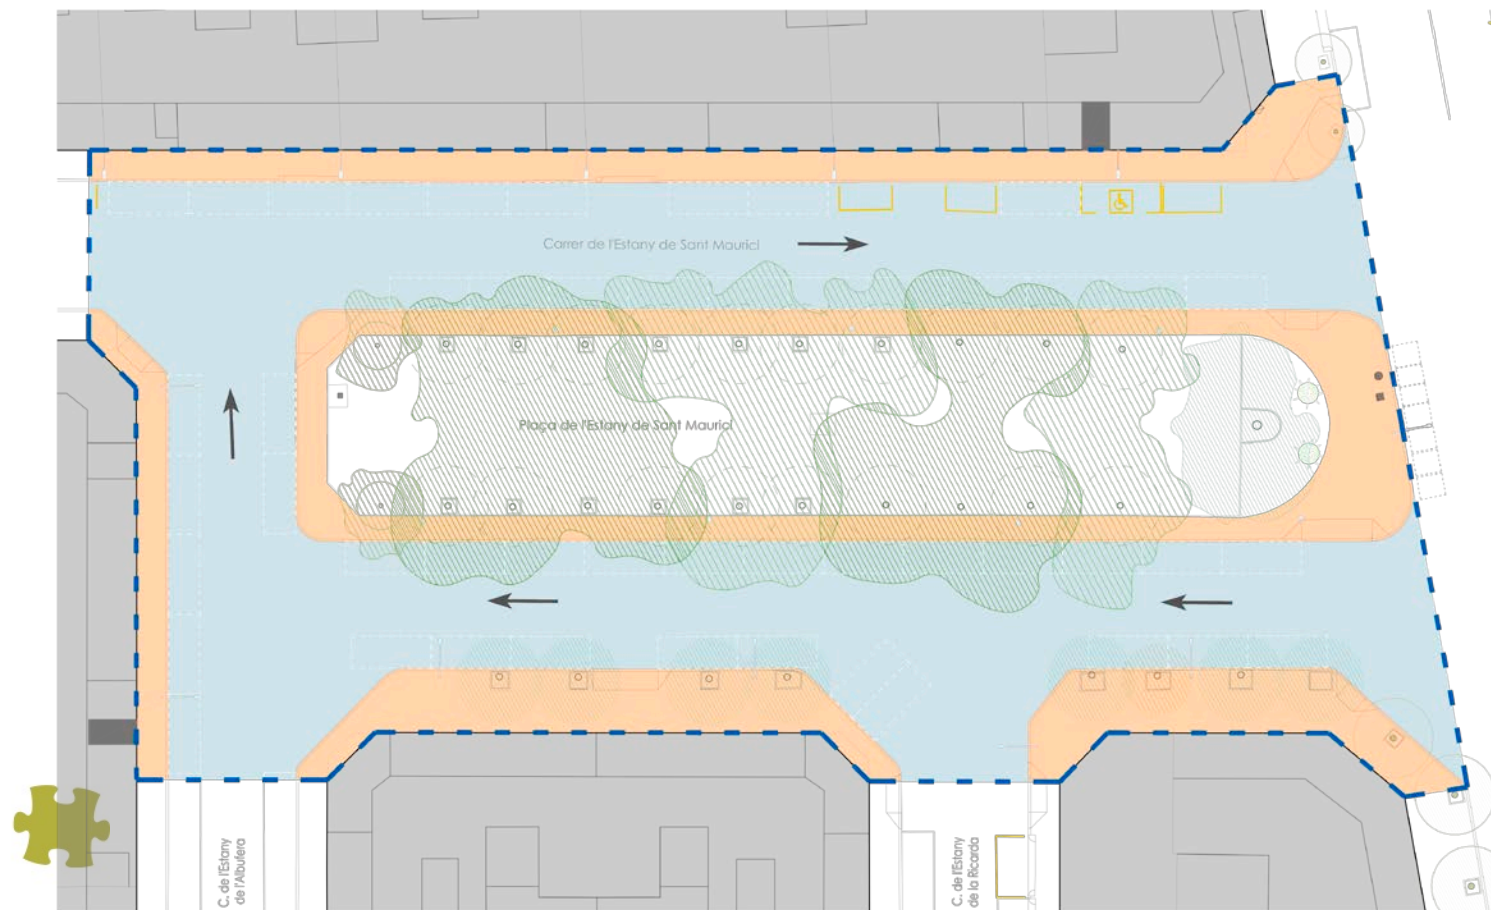 Carrer de l'Estany de Sant Maurici
Plaça de l'Estany de Sant Maurici
C. de l'Estany
de l'Albufera
C. de l'Estany
de la Ricarda